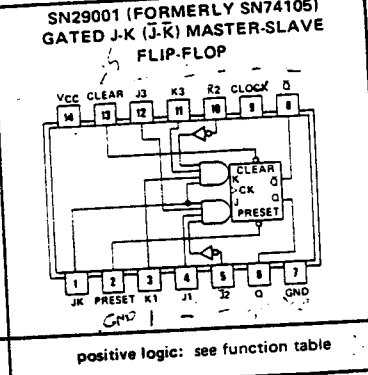 SN29001 (FORMERLY SN74105)
GATED J-K (J̅-K̅) MASTER-SLAVE
FLIP-FLOP
VCC CLEAR J3 K3 K̅2 CLOCK Q̅
14 13 12 11 10 9 8
CLEAR
K Q̅
CK
J Q
PRESET
1 2 3 4 5 6 7
JK PRESET K1 J1 J̅2 Q GND
GND 1
positive logic: see function table